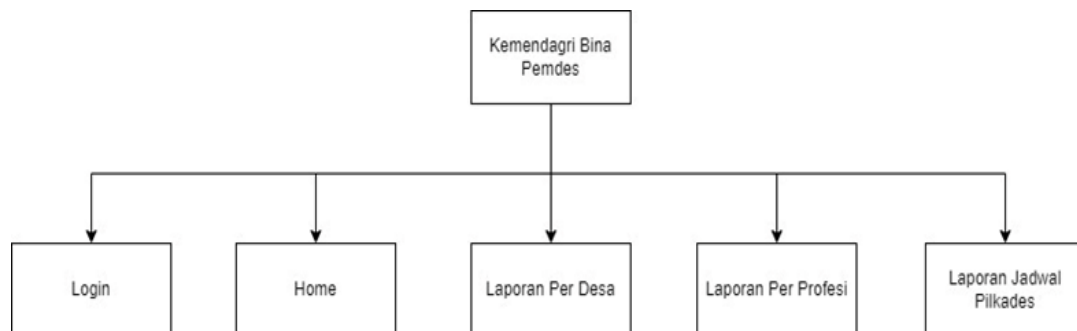 Kemendagri Bina
Pemdes
Login
Home
Laporan Per Desa
Laporan Per Profesi
Laporan Jadwal
Pilkades